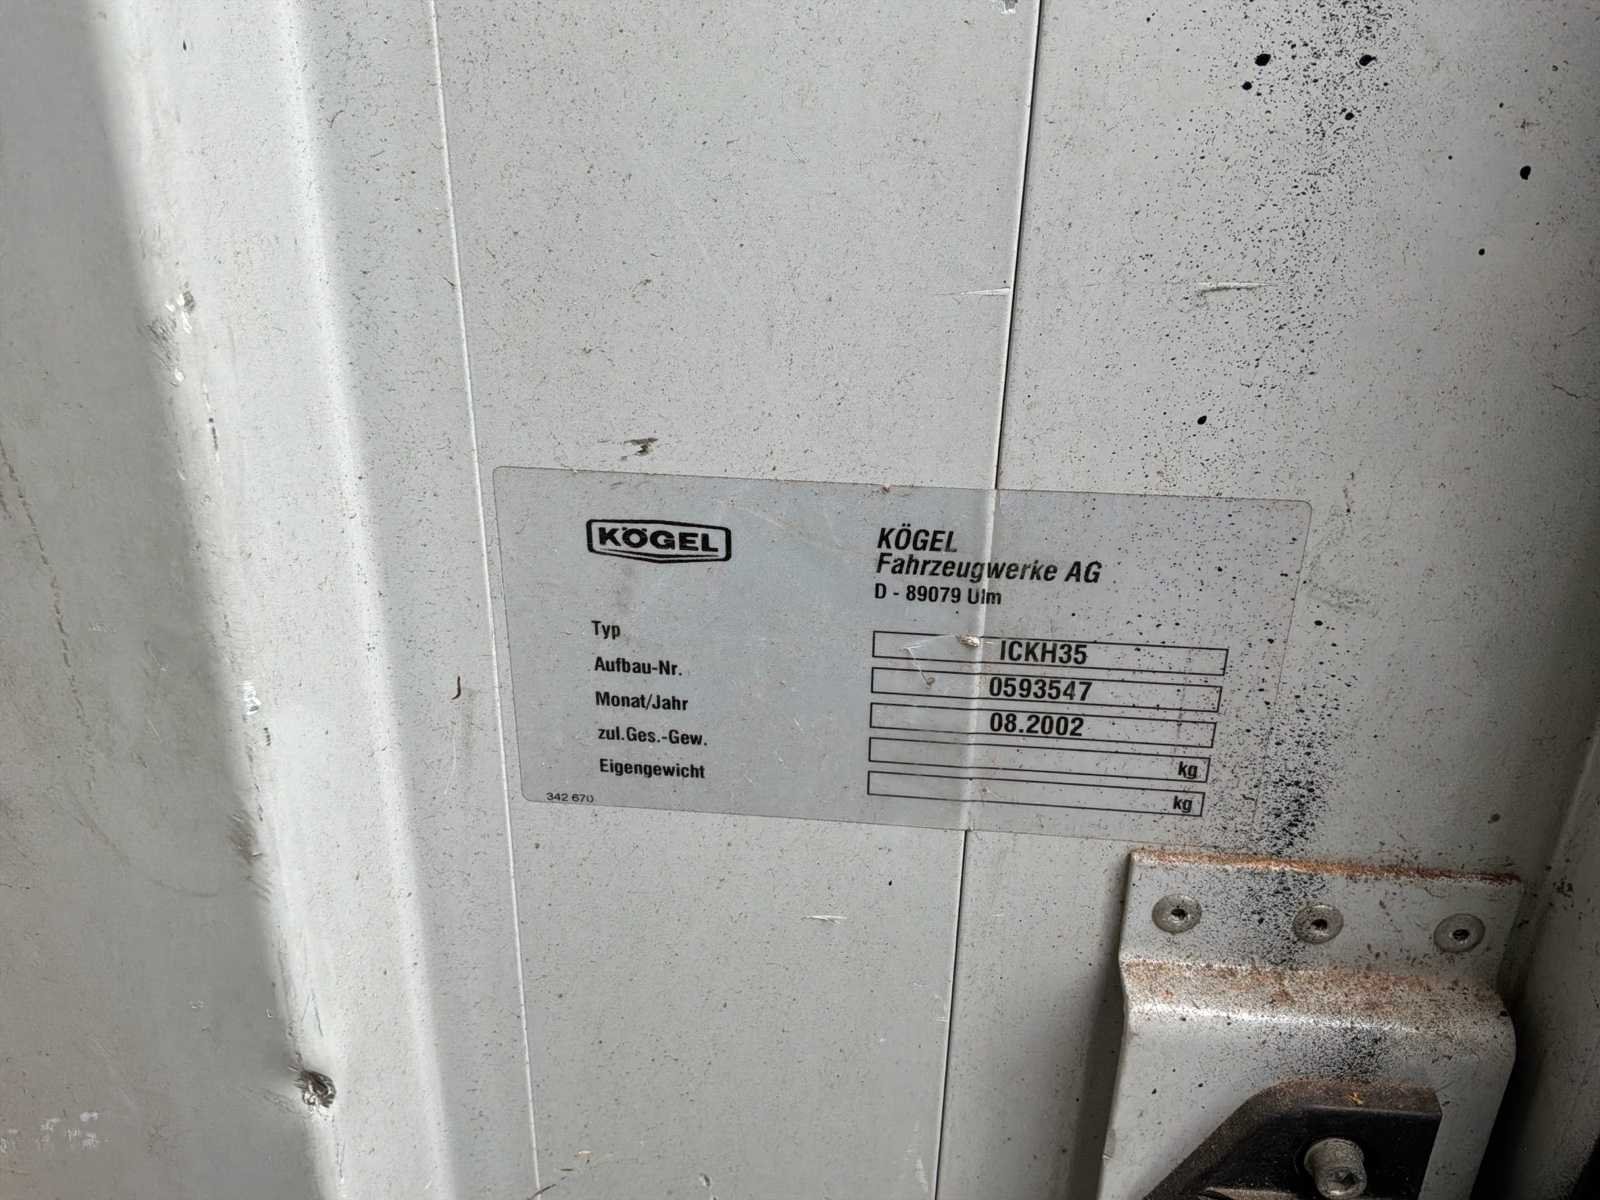 KÖGEL
KÖGEL
Fahrzeugwerke AG
D - 89079 Ulm
Typ ICKH35
Aufbau-Nr. 0593547
Monat/Jahr 08.2002
zul.Ges.-Gew. kg
Eigengewicht kg
342 670